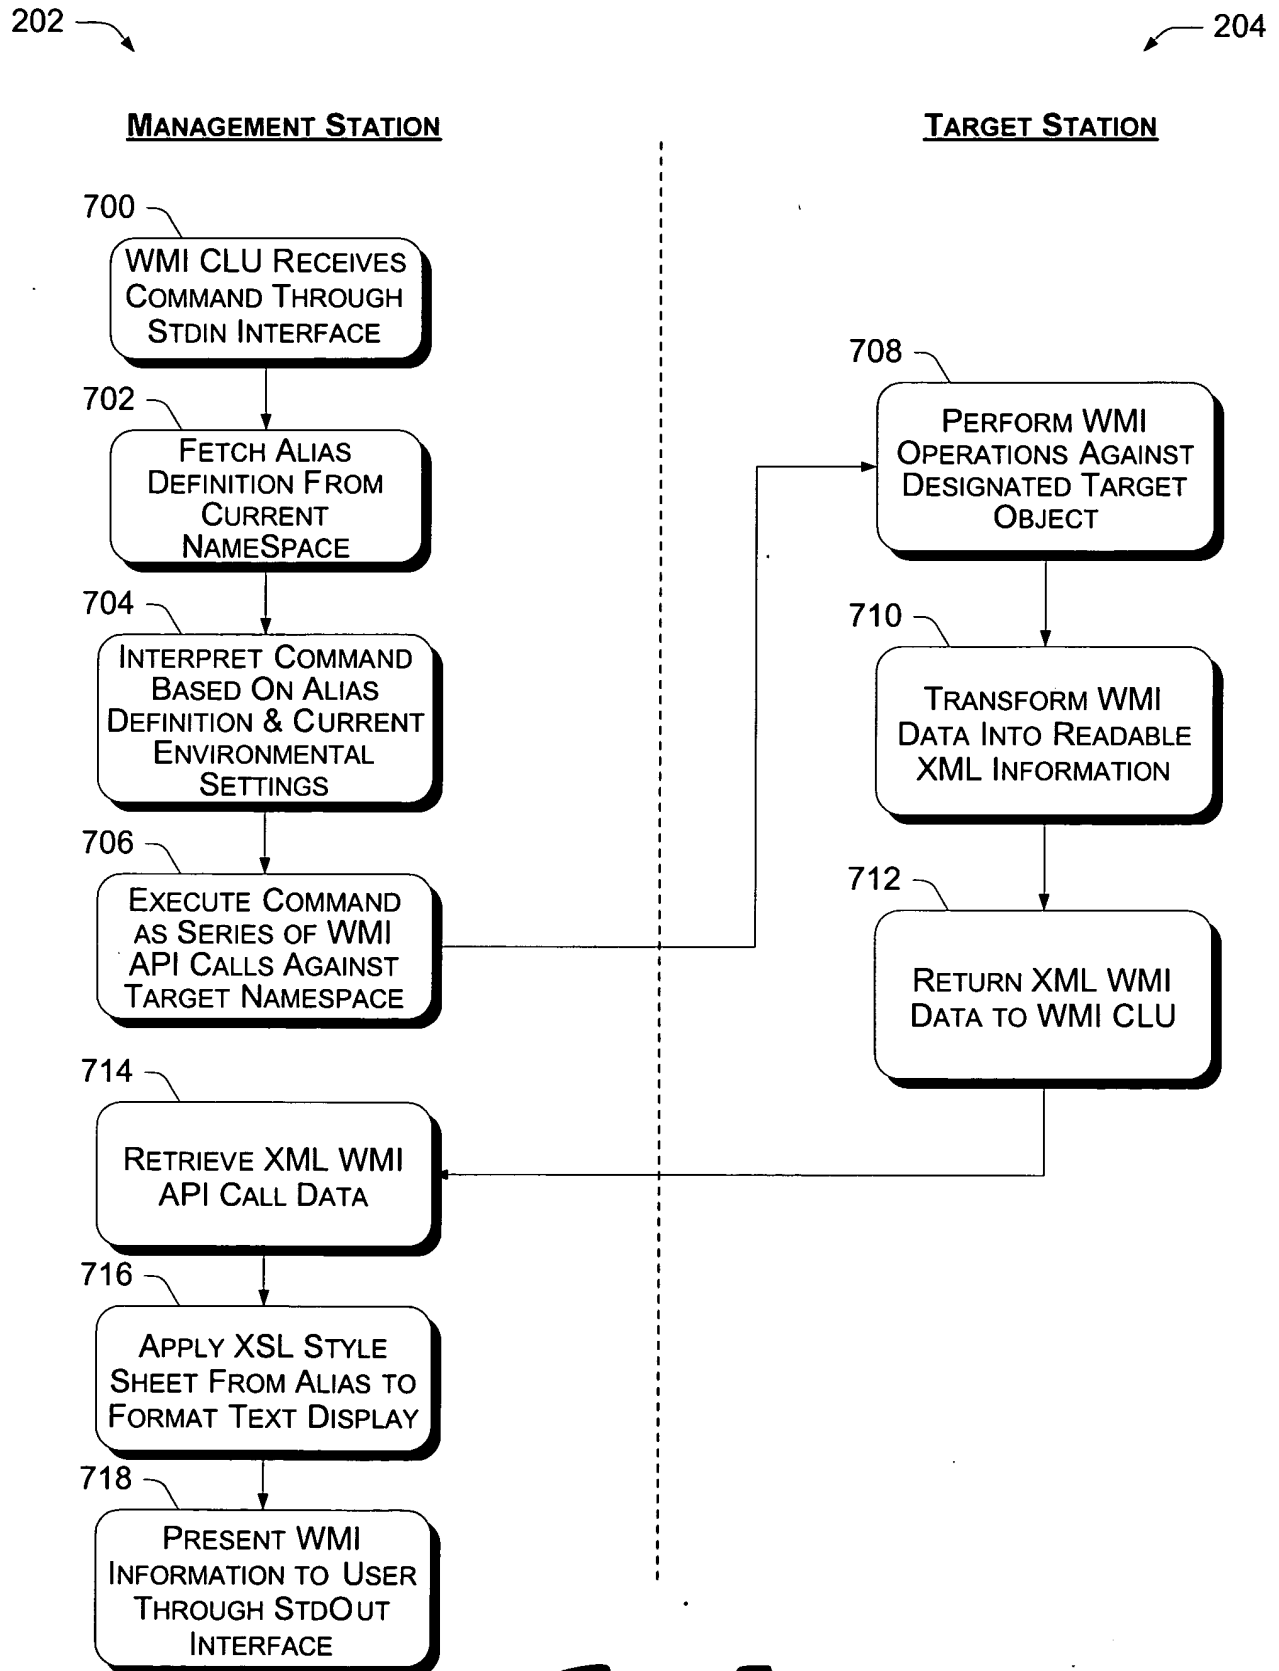 202
204
MANAGEMENT STATION
TARGET STATION
700
WMI CLU RECEIVES
COMMAND THROUGH
STDIN INTERFACE
702
FETCH ALIAS
DEFINITION FROM
CURRENT
NAMESPACE
704
INTERPRET COMMAND
BASED ON ALIAS
DEFINITION & CURRENT
ENVIRONMENTAL
SETTINGS
706
EXECUTE COMMAND
AS SERIES OF WMI
API CALLS AGAINST
TARGET NAMESPACE
708
PERFORM WMI
OPERATIONS AGAINST
DESIGNATED TARGET
OBJECT
710
TRANSFORM WMI
DATA INTO READABLE
XML INFORMATION
712
RETURN XML WMI
DATA TO WMI CLU
714
RETRIEVE XML WMI
API CALL DATA
716
APPLY XSL STYLE
SHEET FROM ALIAS TO
FORMAT TEXT DISPLAY
718
PRESENT WMI
INFORMATION TO USER
THROUGH STDOUT
INTERFACE